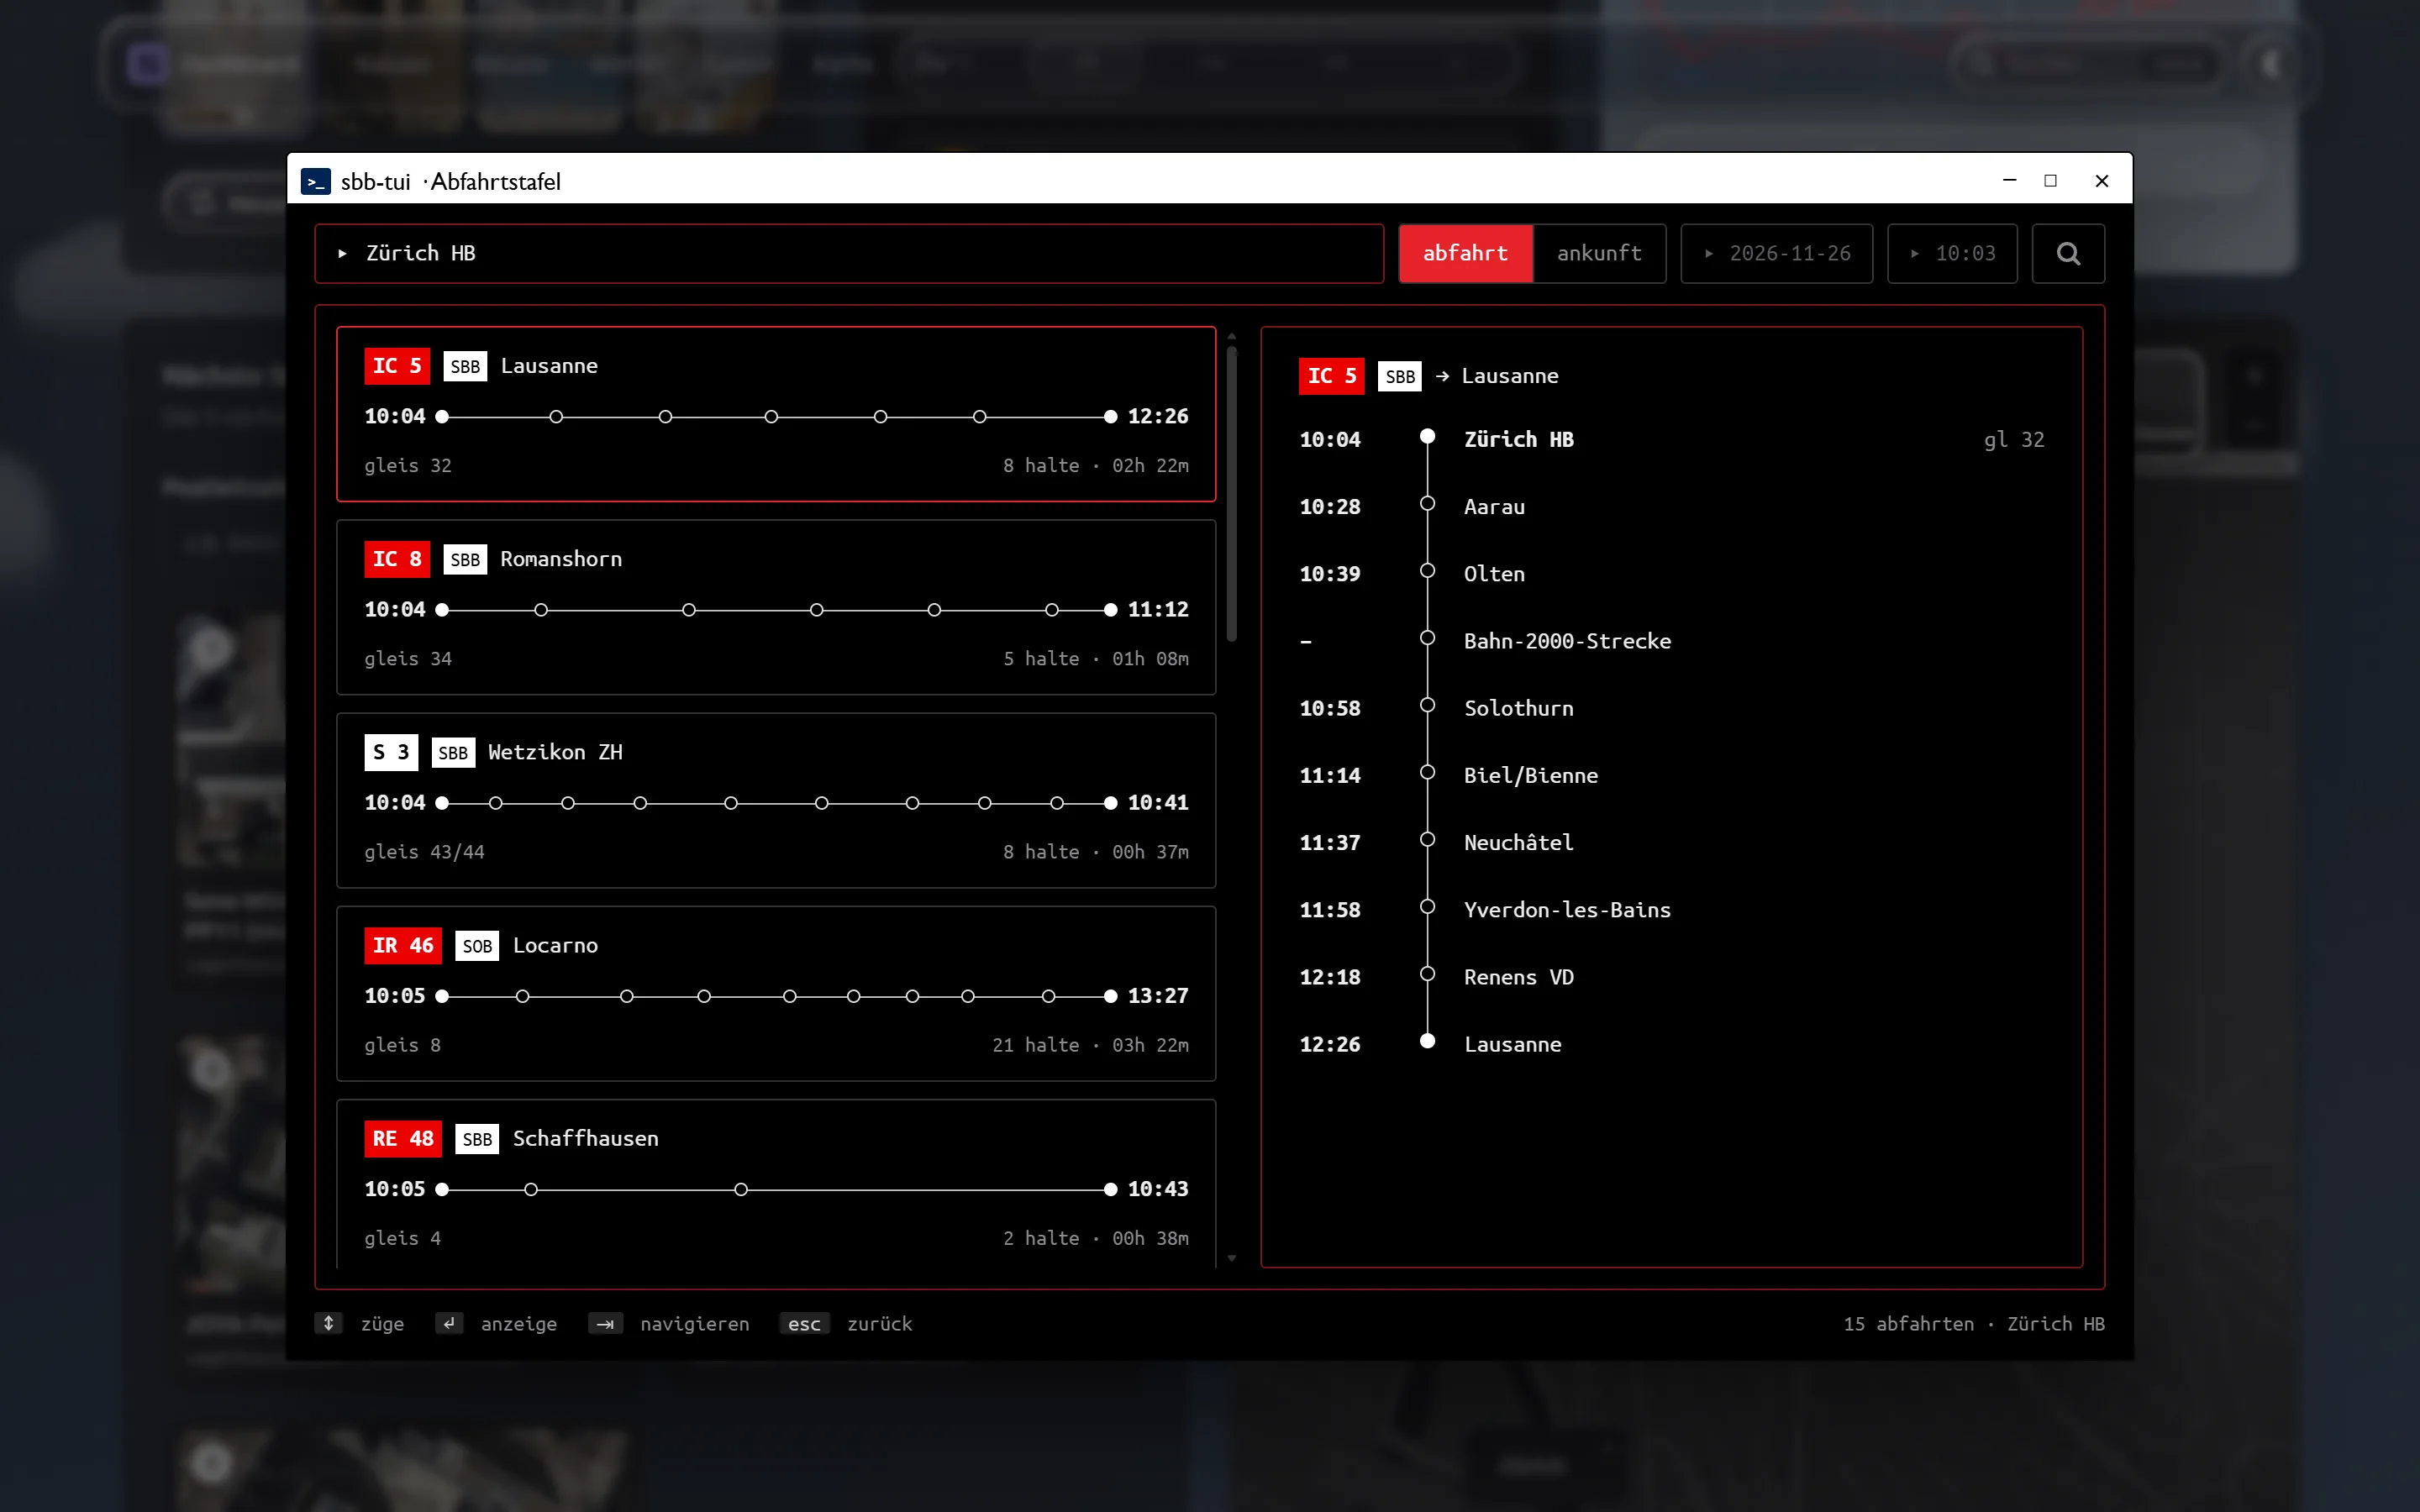 >_ sbb-tui · Abfahrtstafel
Zürich HB abfahrt ankunft 2026-11-26 10:03
IC 5 SBB Lausanne
10:04 12:26
gleis 32 8 halte · 02h 22m
IC 8 SBB Romanshorn
10:04 11:12
gleis 34 5 halte · 01h 08m
S 3 SBB Wetzikon ZH
10:04 10:41
gleis 43/44 8 halte · 00h 37m
IR 46 SOB Locarno
10:05 13:27
gleis 8 21 halte · 03h 22m
RE 48 SBB Schaffhausen
10:05 10:43
gleis 4 2 halte · 00h 38m
IC 5 SBB → Lausanne
10:04 Zürich HB gl 32
10:28 Aarau
10:39 Olten
– Bahn-2000-Strecke
10:58 Solothurn
11:14 Biel/Bienne
11:37 Neuchâtel
11:58 Yverdon-les-Bains
12:18 Renens VD
12:26 Lausanne
↕ züge ↵ anzeige ⇥ navigieren esc zurück
15 abfahrten · Zürich HB